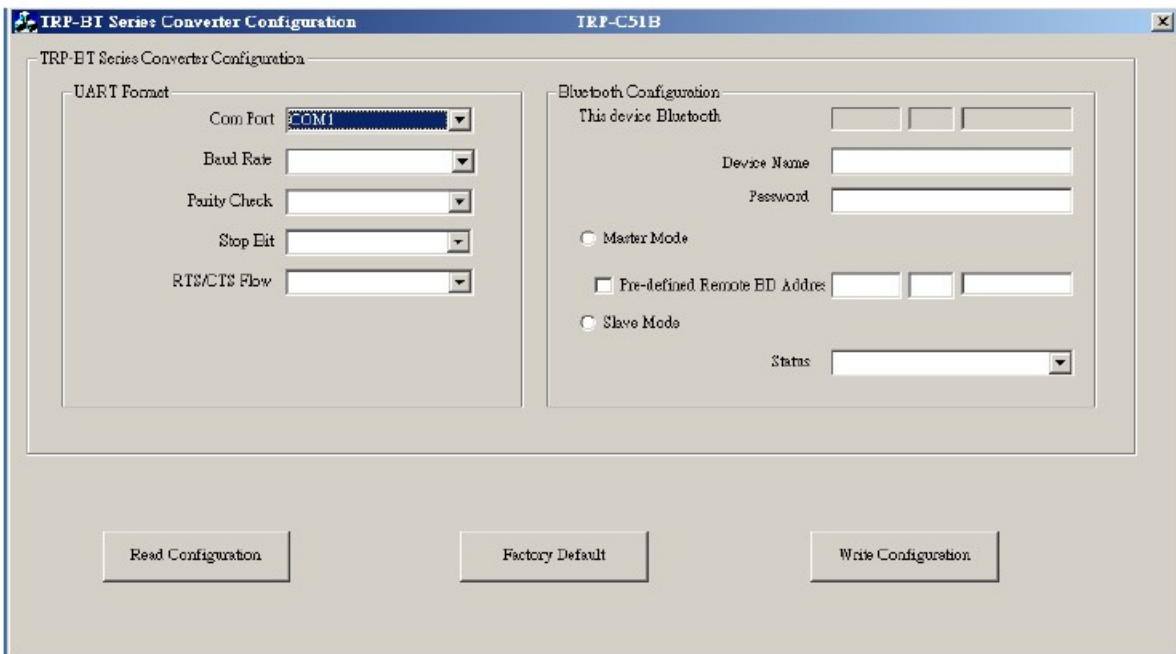 TRP-BT Series Converter Configuration TRP-C51B
TRP-BT Series Converter Configuration
UART Format
Com Port COM1
Baud Rate
Parity Check
Stop Bit
RTS/CTS Flow
Bluetooth Configuration
This device Bluetooth
Device Name
Password
Master Mode
Pre-defined Remote BD Addres
Slave Mode
Status
Read Configuration
Factory Default
Write Configuration